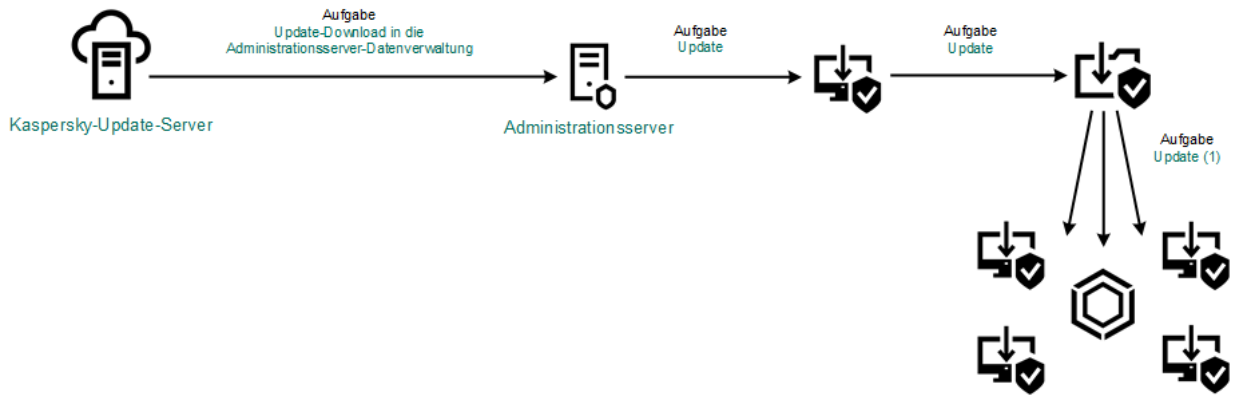 Aufgabe
Update-Download in die
Administrationsserver-Datenverwaltung
Aufgabe
Update
Aufgabe
Update
Kaspersky-Update-Server
Administrationsserver
Aufgabe
Update (1)